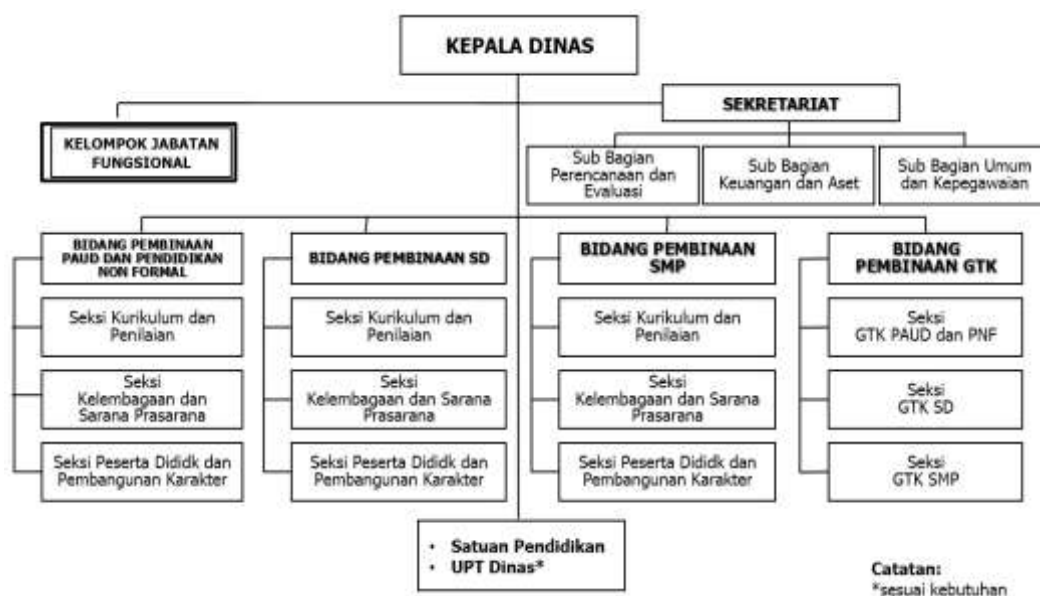 KEPALA DINAS
SEKRETARIAT
KELOMPOK JABATAN
FUNGSIONAL
Sub Bagian
Perencanaan dan
Evaluasi
Sub Bagian
Keuangan dan Aset
Sub Bagian Umum
dan Kepegawaian
BIDANG PEMBINAAN
PAUD DAN PENDIDIKAN
NON FORMAL
BIDANG PEMBINAAN SD
BIDANG PEMBINAAN
SMP
BIDANG
PEMBINAAN GTK
Seksi Kurikulum dan
Penilaian
Seksi Kurikulum dan
Penilaian
Seksi Kurikulum dan
Penilaian
Seksi
GTK PAUD dan PNF
Seksi
Kelembagaan dan
Sarana Prasarana
Seksi
Kelembagaan dan Sarana
Prasarana
Seksi
Kelembagaan dan Sarana
Prasarana
Seksi
GTK SD
Seksi Peserta Dididk dan
Pembangunan Karakter
Seksi Peserta Dididk dan
Pembangunan Karakter
Seksi Peserta Dididk dan
Pembangunan Karakter
Seksi
GTK SMP
• Satuan Pendidikan
• UPT Dinas*
Catatan:
*sesuai kebutuhan